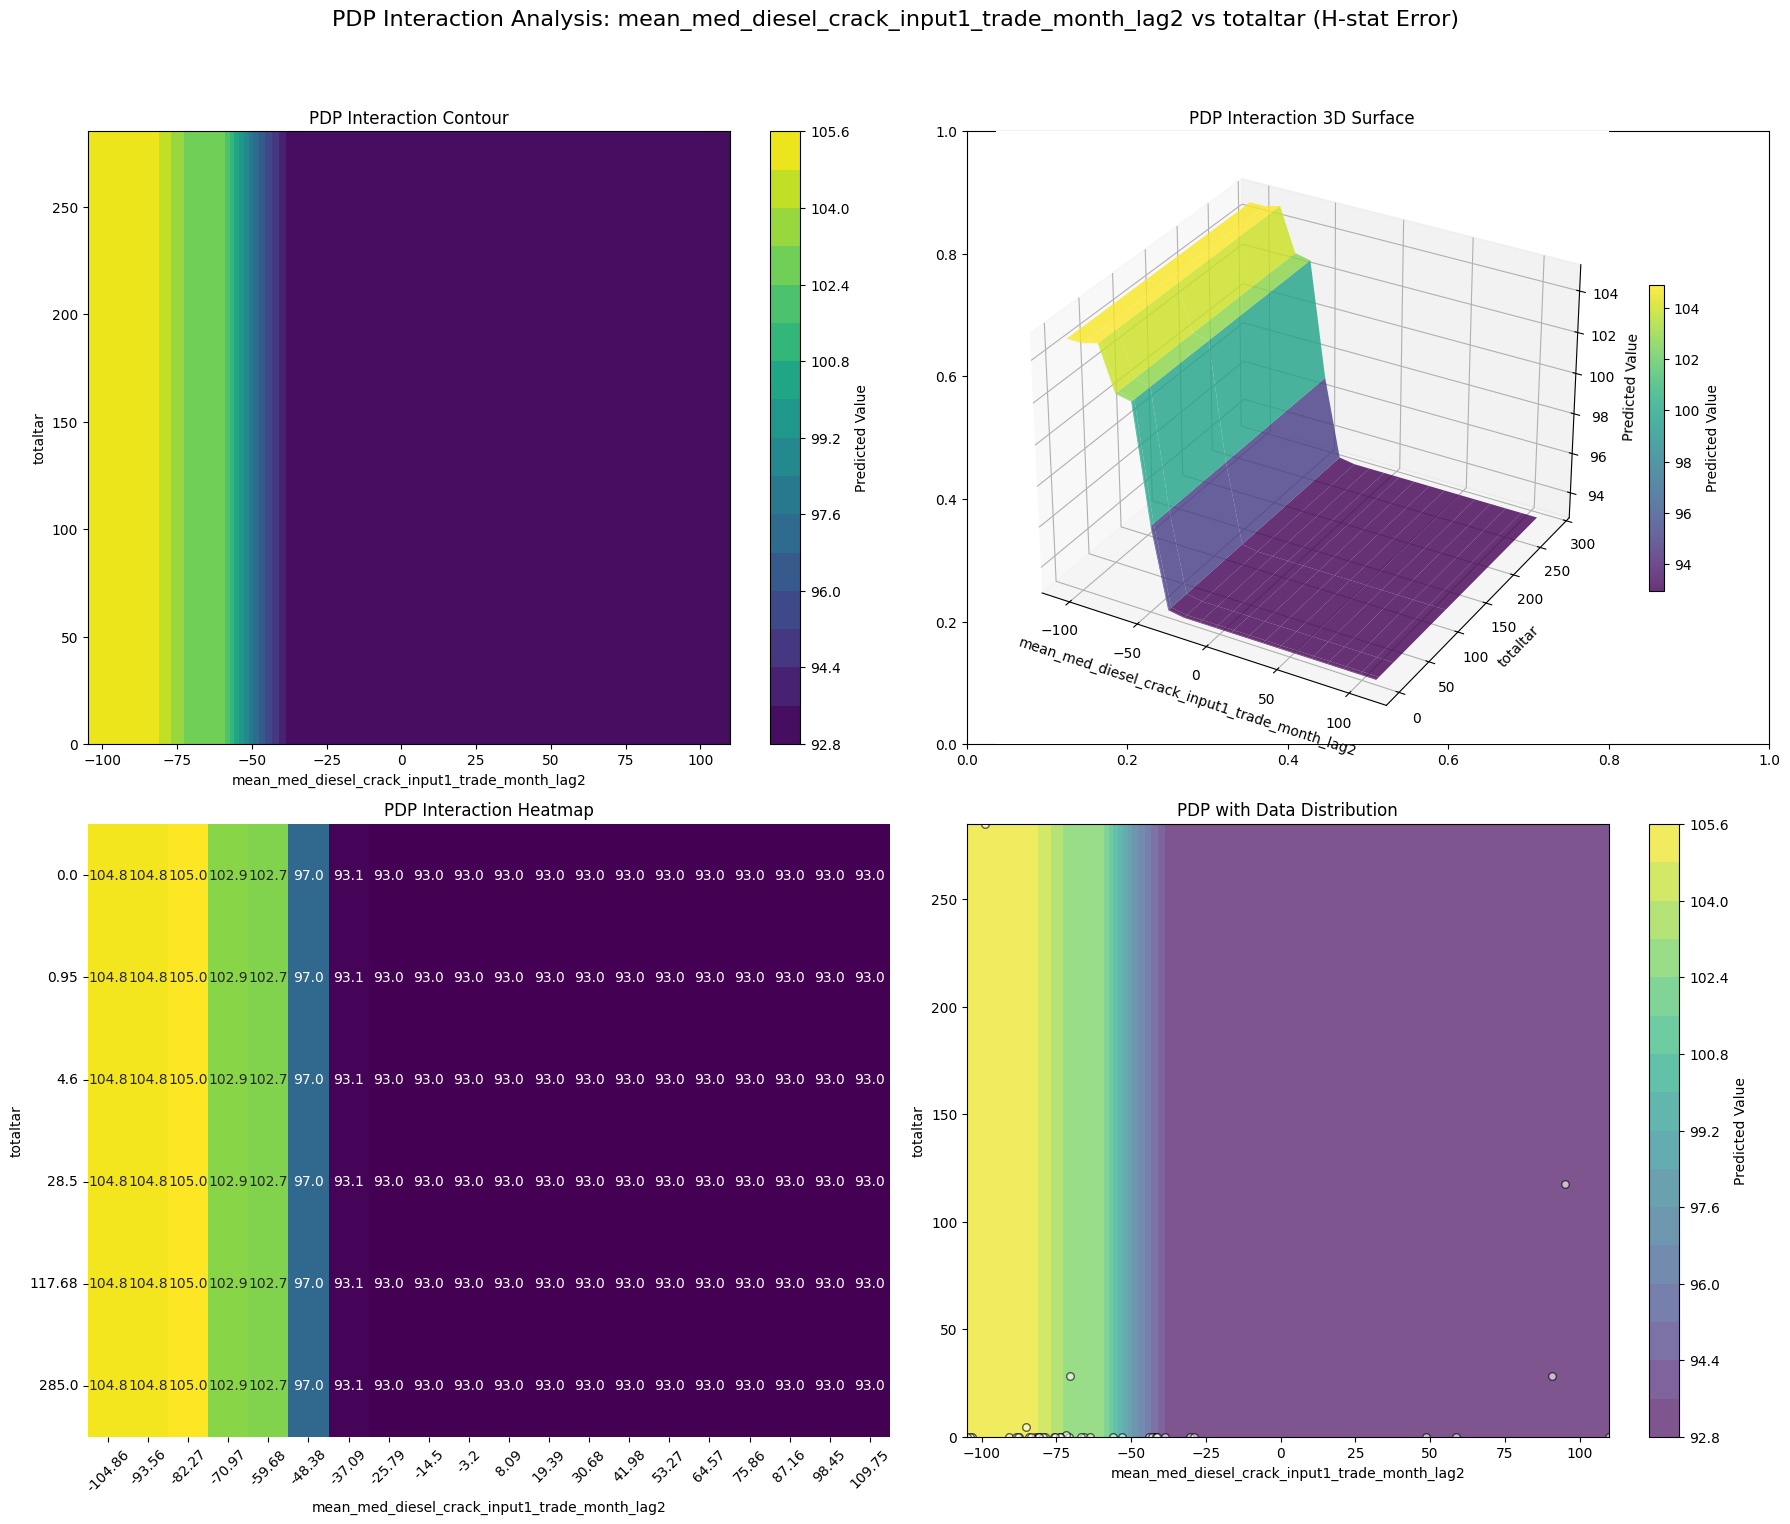 PDP Interaction Analysis: mean_med_diesel_crack_input1_trade_month_lag2 vs totaltar (H-stat Error)
PDP Interaction Contour
105.6
104.0
102.4
100.8
99.2
97.6
96.0
94.4
92.8
Predicted Value
250
200
150
100
50
0
totaltar
−100 −75 −50 −25 0 25 50 75 100
mean_med_diesel_crack_input1_trade_month_lag2
PDP Interaction 3D Surface
1.0
0.8
0.6
0.4
0.2
0.0
0.0 0.2 0.4 0.6 0.8 1.0
−100 −50 0 50 100
mean_med_diesel_crack_input1_trade_month_lag2
0 50 100 150 200 250 300
totaltar
104
102
100
98
96
94
Predicted Value
104
102
100
98
96
94
Predicted Value
PDP Interaction Heatmap
0.0 104.8 104.8 105.0 102.9 102.7 97.0 93.1 93.0 93.0 93.0 93.0 93.0 93.0 93.0 93.0 93.0 93.0 93.0 93.0 93.0
0.95 104.8 104.8 105.0 102.9 102.7 97.0 93.1 93.0 93.0 93.0 93.0 93.0 93.0 93.0 93.0 93.0 93.0 93.0 93.0 93.0
4.6 104.8 104.8 105.0 102.9 102.7 97.0 93.1 93.0 93.0 93.0 93.0 93.0 93.0 93.0 93.0 93.0 93.0 93.0 93.0 93.0
28.5 104.8 104.8 105.0 102.9 102.7 97.0 93.1 93.0 93.0 93.0 93.0 93.0 93.0 93.0 93.0 93.0 93.0 93.0 93.0 93.0
117.68 104.8 104.8 105.0 102.9 102.7 97.0 93.1 93.0 93.0 93.0 93.0 93.0 93.0 93.0 93.0 93.0 93.0 93.0 93.0 93.0
285.0 104.8 104.8 105.0 102.9 102.7 97.0 93.1 93.0 93.0 93.0 93.0 93.0 93.0 93.0 93.0 93.0 93.0 93.0 93.0 93.0
totaltar
-104.86 -93.56 -82.27 -70.97 -59.68 -48.38 -37.09 -25.79 -14.5 -3.2 8.09 19.39 30.68 41.98 53.27 64.57 75.86 87.16 98.45 109.75
mean_med_diesel_crack_input1_trade_month_lag2
PDP with Data Distribution
105.6
104.0
102.4
100.8
99.2
97.6
96.0
94.4
92.8
Predicted Value
250
200
150
100
50
0
totaltar
−100 −75 −50 −25 0 25 50 75 100
mean_med_diesel_crack_input1_trade_month_lag2